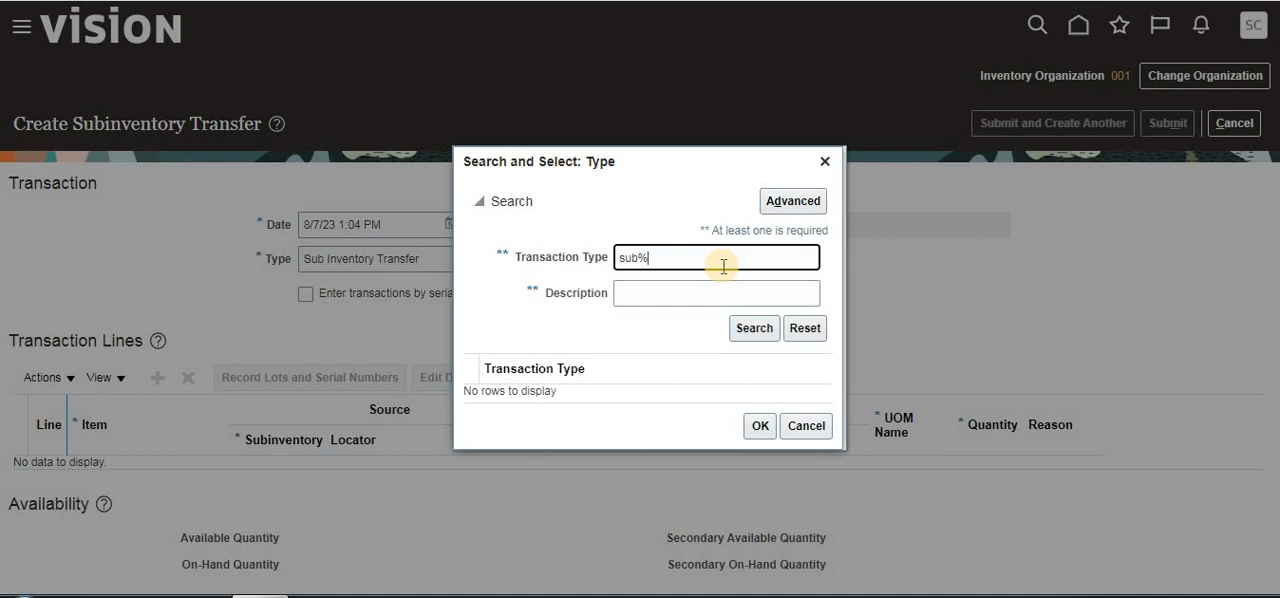 vision
SC
Inventory Organization 001 Change Organization
Create Subinventory Transfer ?
Submit and Create Another Submit Cancel
Transaction
* Date 8/7/23 1:04 PM
* Type Sub Inventory Transfer
Enter transactions by seria
Search and Select: Type
Search
Advanced
** At least one is required
** Transaction Type sub%
** Description
Search Reset
Transaction Type
No rows to display
OK Cancel
Transaction Lines ?
Actions View Record Lots and Serial Numbers Edit D
Line * Item Source * UOM Name * Quantity Reason
* Subinventory Locator
No data to display.
Availability ?
Available Quantity Secondary Available Quantity
On-Hand Quantity Secondary On-Hand Quantity